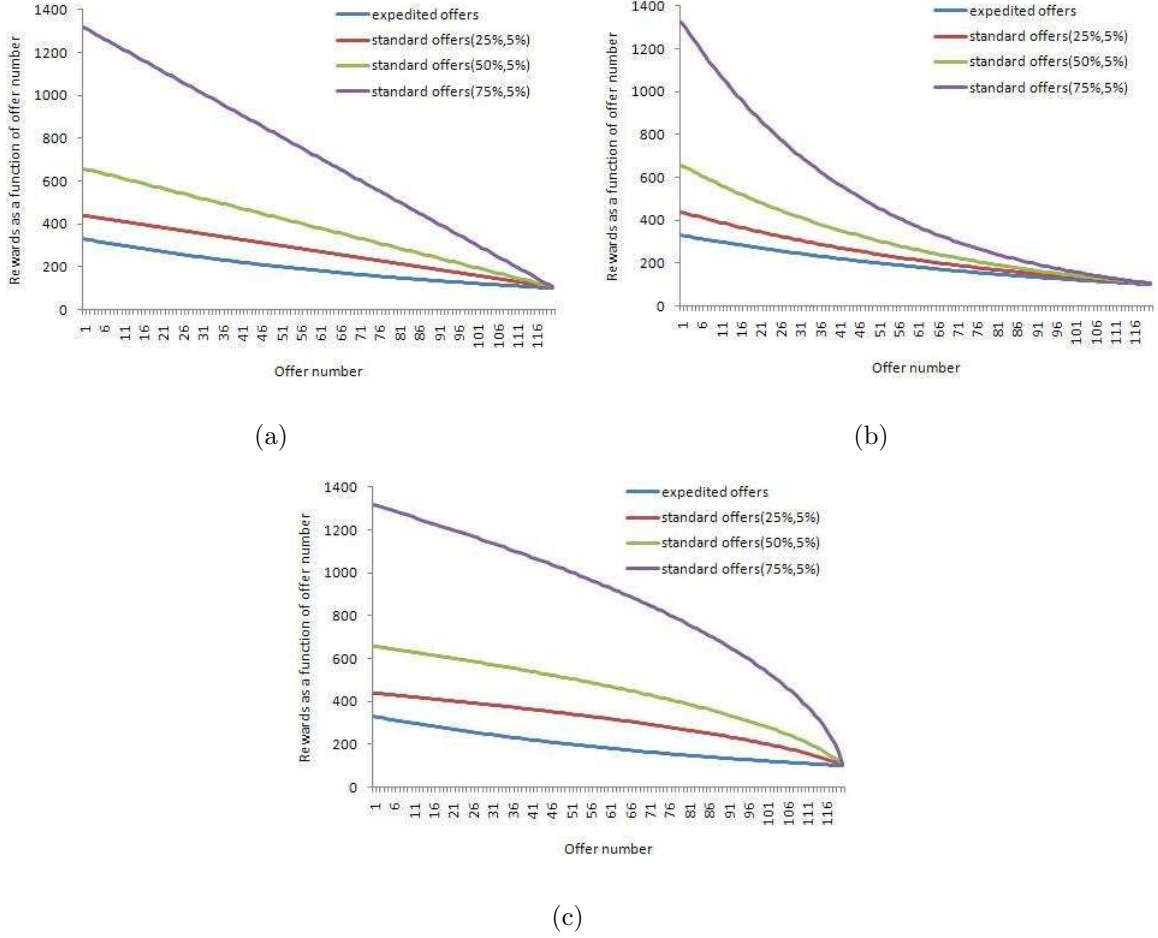 Rewards as a function of offer number
1400
1200
1000
800
600
400
200
0
expedited offers
standard offers(25%,5%)
standard offers(50%,5%)
standard offers(75%,5%)
1 6 11 16 21 26 31 36 41 46 51 56 61 66 71 76 81 86 91 96 101 106 111 116
Offer number
(a)
Rewards as a function of offer number
1400
1200
1000
800
600
400
200
0
expedited offers
standard offers(25%,5%)
standard offers(50%,5%)
standard offers(75%,5%)
1 6 11 16 21 26 31 36 41 46 51 56 61 66 71 76 81 86 91 96 101 106 111 116
Offer number
(b)
Rewards as a function of offer number
1400
1200
1000
800
600
400
200
0
expedited offers
standard offers(25%,5%)
standard offers(50%,5%)
standard offers(75%,5%)
1 6 11 16 21 26 31 36 41 46 51 56 61 66 71 76 81 86 91 96 101 106 111 116
Offer number
(c)